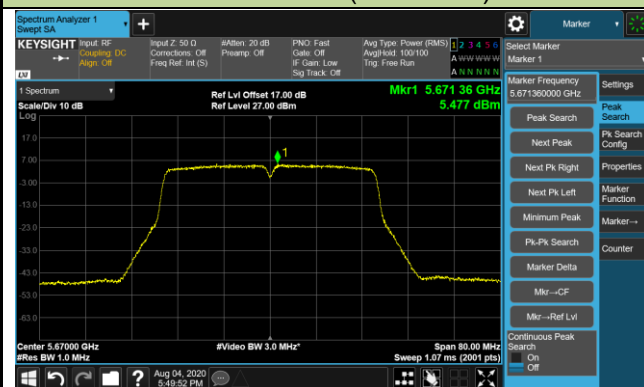 Spectrum Analyzer 1
Swept SA
Marker
KEYSIGHT
Input: RF
Coupling: DC
Align: Off
Input Z: 50 Ω
Corrections: Off
Freq Ref: Int (S)
#Atten: 20 dB
Preamp: Off
PNO: Fast
Gate: Off
IF Gain: Low
Sig Track: Off
Avg Type: Power (RMS)
Avg|Hold: 100/100
Trig: Free Run
1 2 3 4 5 6
A W W W W W
A N N N N N
LXI
Select Marker
Marker 1
1 Spectrum
Scale/Div 10 dB
Log
Ref Lvl Offset 17.00 dB
Ref Level 27.00 dBm
Mkr1 5.671 36 GHz
5.477 dBm
17.0
7.00
-3.00
-13.0
-23.0
-33.0
-43.0
-53.0
-63.0
1
Center 5.67000 GHz
#Res BW 1.0 MHz
#Video BW 3.0 MHz*
Span 80.00 MHz
Sweep 1.07 ms (2001 pts)
Marker Frequency
5.671360000 GHz
Peak Search
Next Peak
Next Pk Right
Next Pk Left
Minimum Peak
Pk-Pk Search
Marker Delta
Mkr→CF
Mkr→Ref Lvl
Continuous Peak
Search
On
Off
Settings
Peak
Search
Pk Search
Config
Properties
Marker
Function
Marker→
Counter
Aug 04, 2020
5:49:52 PM